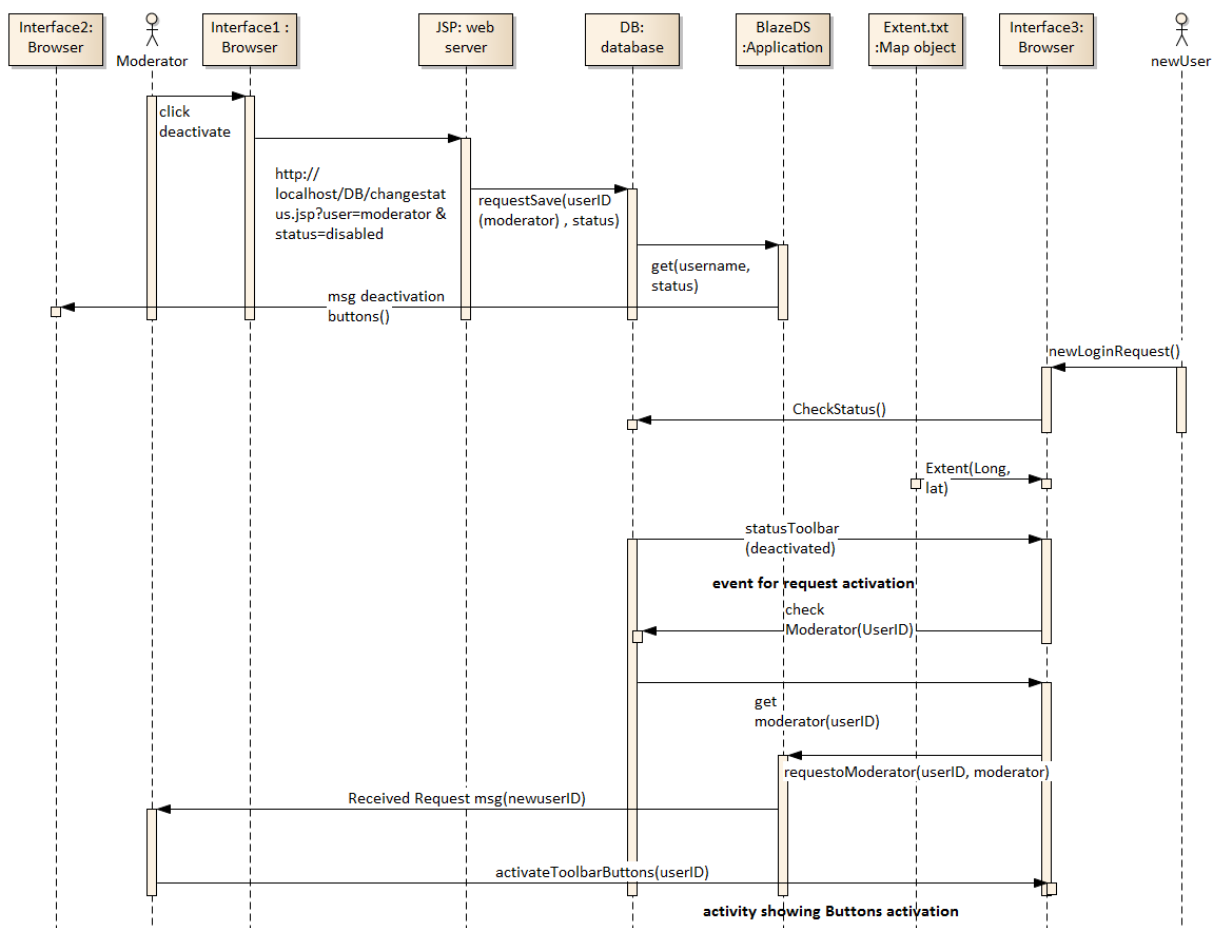 Interface2:
Browser
Moderator
Interface1 :
Browser
JSP: web
server
DB:
database
BlazeDS
:Application
Extent.txt
:Map object
Interface3:
Browser
newUser
click
deactivate
http://
localhost/DB/changestat
us.jsp?user=moderator &
status=disabled
requestSave(userID
(moderator) , status)
get(username,
status)
msg deactivation
buttons()
newLoginRequest()
CheckStatus()
Extent(Long,
lat)
statusToolbar
(deactivated)
event for request activation
check
Moderator(UserID)
get
moderator(userID)
requestoModerator(userID, moderator)
Received Request msg(newuserID)
activateToolbarButtons(userID)
activity showing Buttons activation